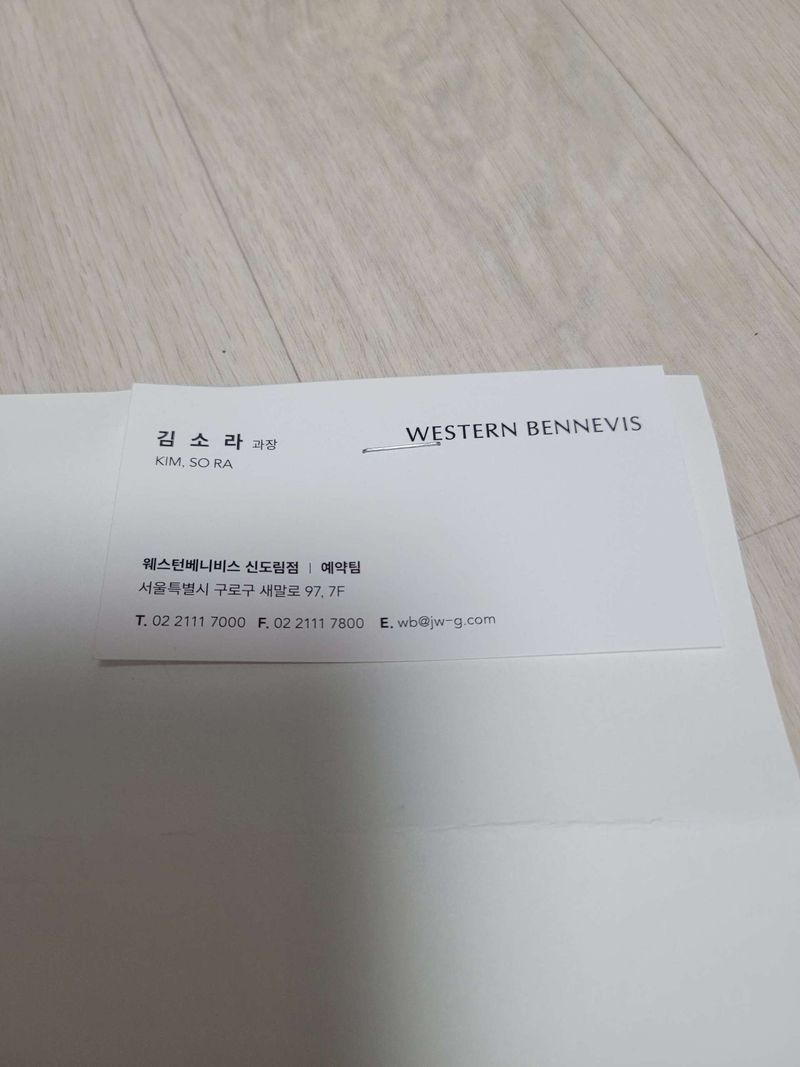 김 소 라 과장
KIM, SO RA
WESTERN BENNEVIS
웨스턴베니비스 신도림점 | 예약팀
서울특별시 구로구 새말로 97, 7F
T. 02 2111 7000 F. 02 2111 7800 E. wb@jw-g.com